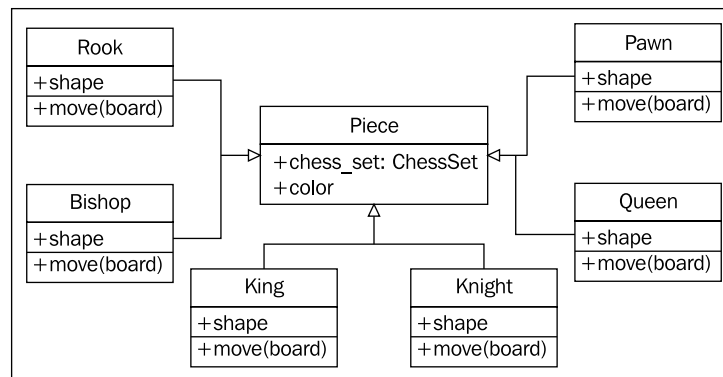 Rook
+shape
+move(board)
Pawn
+shape
+move(board)
Piece
+chess_set: ChessSet
+color
Bishop
+shape
+move(board)
Queen
+shape
+move(board)
King
+shape
+move(board)
Knight
+shape
+move(board)